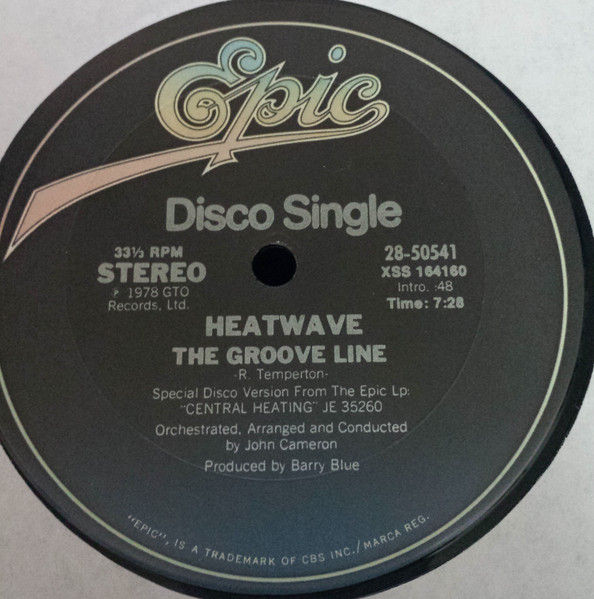 Epic
Disco Single
33⅓ RPM
STEREO
℗ 1978 GTO
Records, Ltd.
28-50541
XSS 164160
Intro. :48
Time: 7:28
HEATWAVE
THE GROOVE LINE
-R. Temperton-
Special Disco Version From The Epic Lp:
"CENTRAL HEATING" JE 35260
Orchestrated, Arranged and Conducted
by John Cameron
Produced by Barry Blue
"EPIC", IS A TRADEMARK OF CBS INC./MARCA REG.